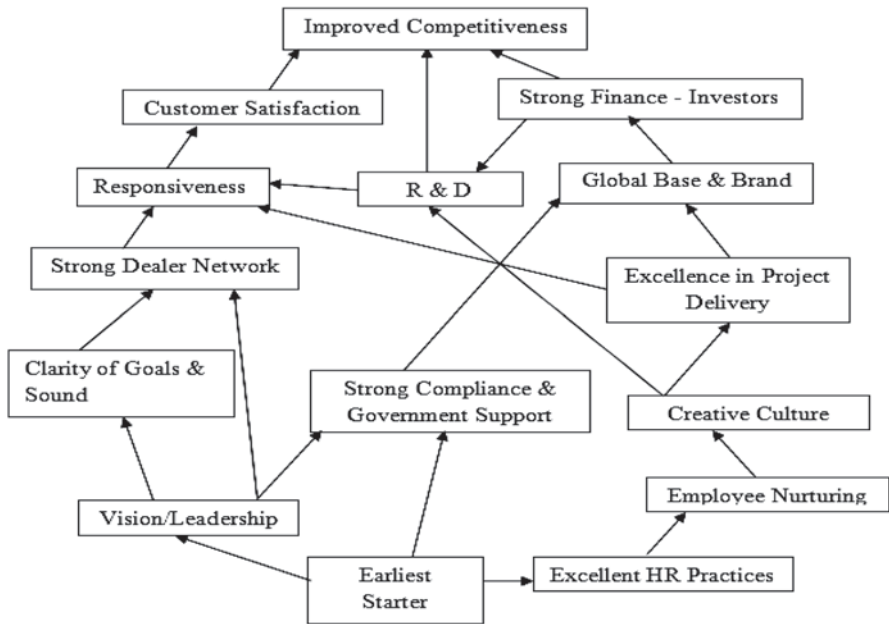 Improved Competitiveness
Customer Satisfaction
Strong Finance - Investors
Responsiveness
R & D
Global Base & Brand
Strong Dealer Network
Excellence in Project
Delivery
Clarity of Goals &
Sound
Strong Compliance &
Government Support
Creative Culture
Employee Nurturing
Vision/Leadership
Earliest
Starter
Excellent HR Practices